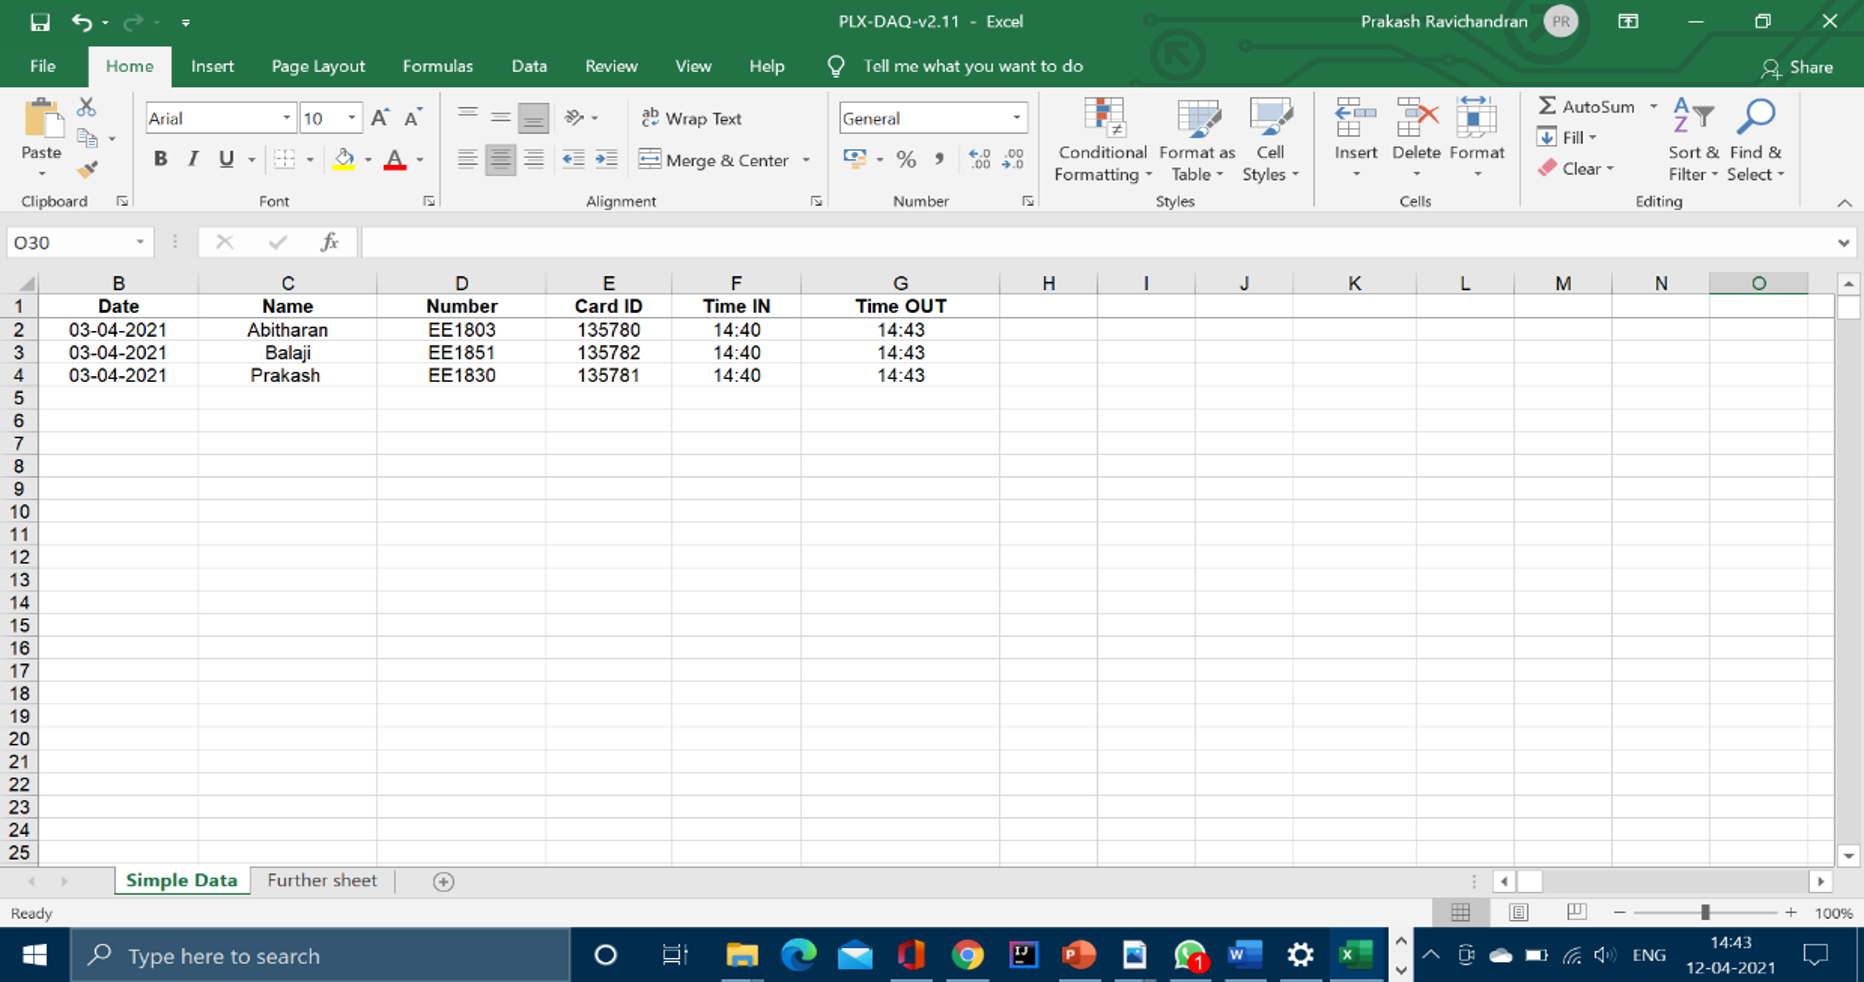 PLX-DAQ-v2.11 - Excel
Prakash Ravichandran PR
File Home Insert Page Layout Formulas Data Review View Help Tell me what you want to do Share
Arial 10 ab Wrap Text General AutoSum
Paste B I U A Merge & Center % Conditional Formatting Format as Table Cell Styles Insert Delete Format Fill Clear Sort & Filter Find & Select
Clipboard Font Alignment Number Styles Cells Editing
O30 fx
B C D E F G H I J K L M N O
1 Date Name Number Card ID Time IN Time OUT
2 03-04-2021 Abitharan EE1803 135780 14:40 14:43
3 03-04-2021 Balaji EE1851 135782 14:40 14:43
4 03-04-2021 Prakash EE1830 135781 14:40 14:43
5
6
7
8
9
10
11
12
13
14
15
16
17
18
19
20
21
22
23
24
25
Simple Data Further sheet
Ready 100%
Type here to search 1 ENG 14:43
12-04-2021